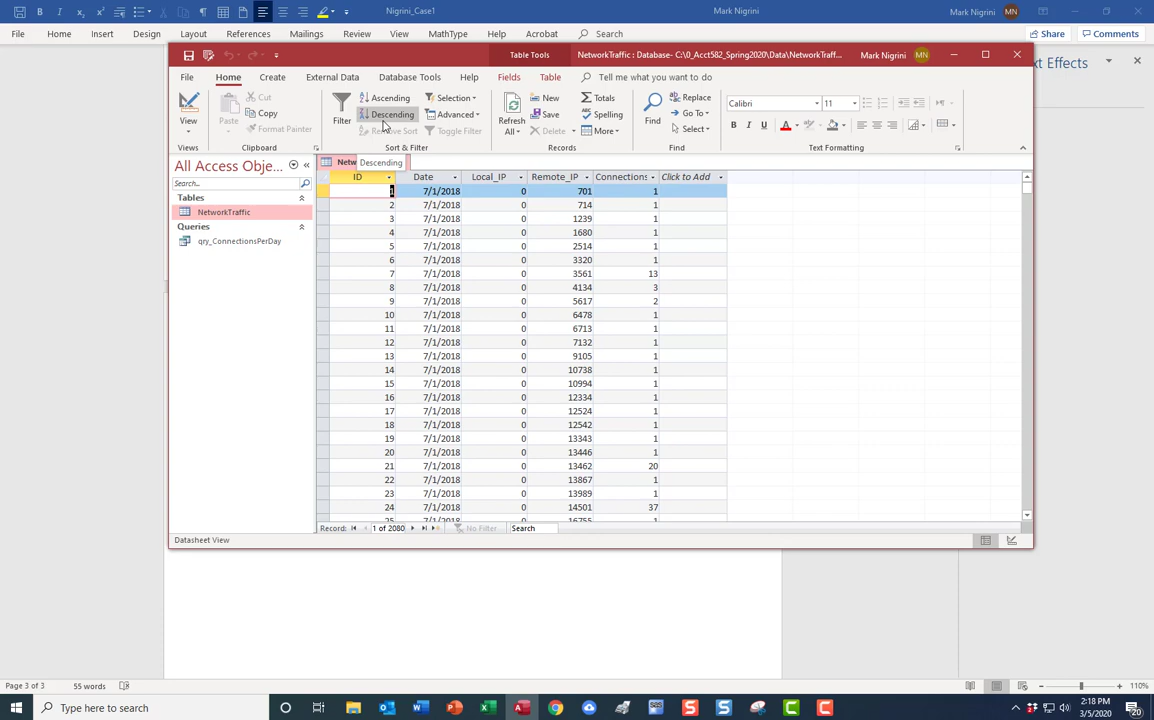 Nigrini_Case1
Mark Nigrini
Mark Nigrini MN
File Home Insert Design Layout References Mailings Review View MathType Acrobat Search Share Comments
Table Tools NetworkTraffic : Database- C:\0_Acct582_Spring2020\Data\NetworkTraff... Mark Nigrini MN
Text Effects
File Home Create External Data Database Tools Help Fields Table Tell me what you want to do
View Paste Cut Copy Format Painter
Filter Ascending Descending Remove Sort Selection Advanced Toggle Filter
Refresh All New Save Delete Totals Spelling More
Find Replace Go To Select
Calibri 11
B I U A
Views Clipboard Sort & Filter Records Find Text Formatting
All Access Obje...
Search...
Tables
NetworkTraffic
Queries
qry_ConnectionsPerDay
Netw Descending
ID Date Local_IP Remote_IP Connections Click to Add
1 7/1/2018 0 701 1
2 7/1/2018 0 714 1
3 7/1/2018 0 1239 1
4 7/1/2018 0 1680 1
5 7/1/2018 0 2514 1
6 7/1/2018 0 3320 1
7 7/1/2018 0 3561 13
8 7/1/2018 0 4134 3
9 7/1/2018 0 5617 2
10 7/1/2018 0 6478 1
11 7/1/2018 0 6713 1
12 7/1/2018 0 7132 1
13 7/1/2018 0 9105 1
14 7/1/2018 0 10738 1
15 7/1/2018 0 10994 1
16 7/1/2018 0 12334 1
17 7/1/2018 0 12524 1
18 7/1/2018 0 12542 1
19 7/1/2018 0 13343 1
20 7/1/2018 0 13446 1
21 7/1/2018 0 13462 20
22 7/1/2018 0 13867 1
23 7/1/2018 0 13989 1
24 7/1/2018 0 14501 37
25 7/1/2018 0 16755 1
Record: 1 of 2080 No Filter Search
Datasheet View
Page 3 of 3 55 words 110%
Type here to search
2:18 PM
3/5/2020
20